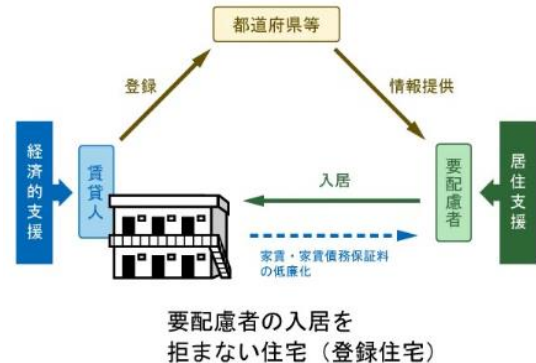 都道府県等
登録
情報提供
経済的支援
賃貸人
入居
要配慮者
居住支援
家賃・家賃債務保証料
の低廉化
要配慮者の入居を
拒まない住宅（登録住宅）